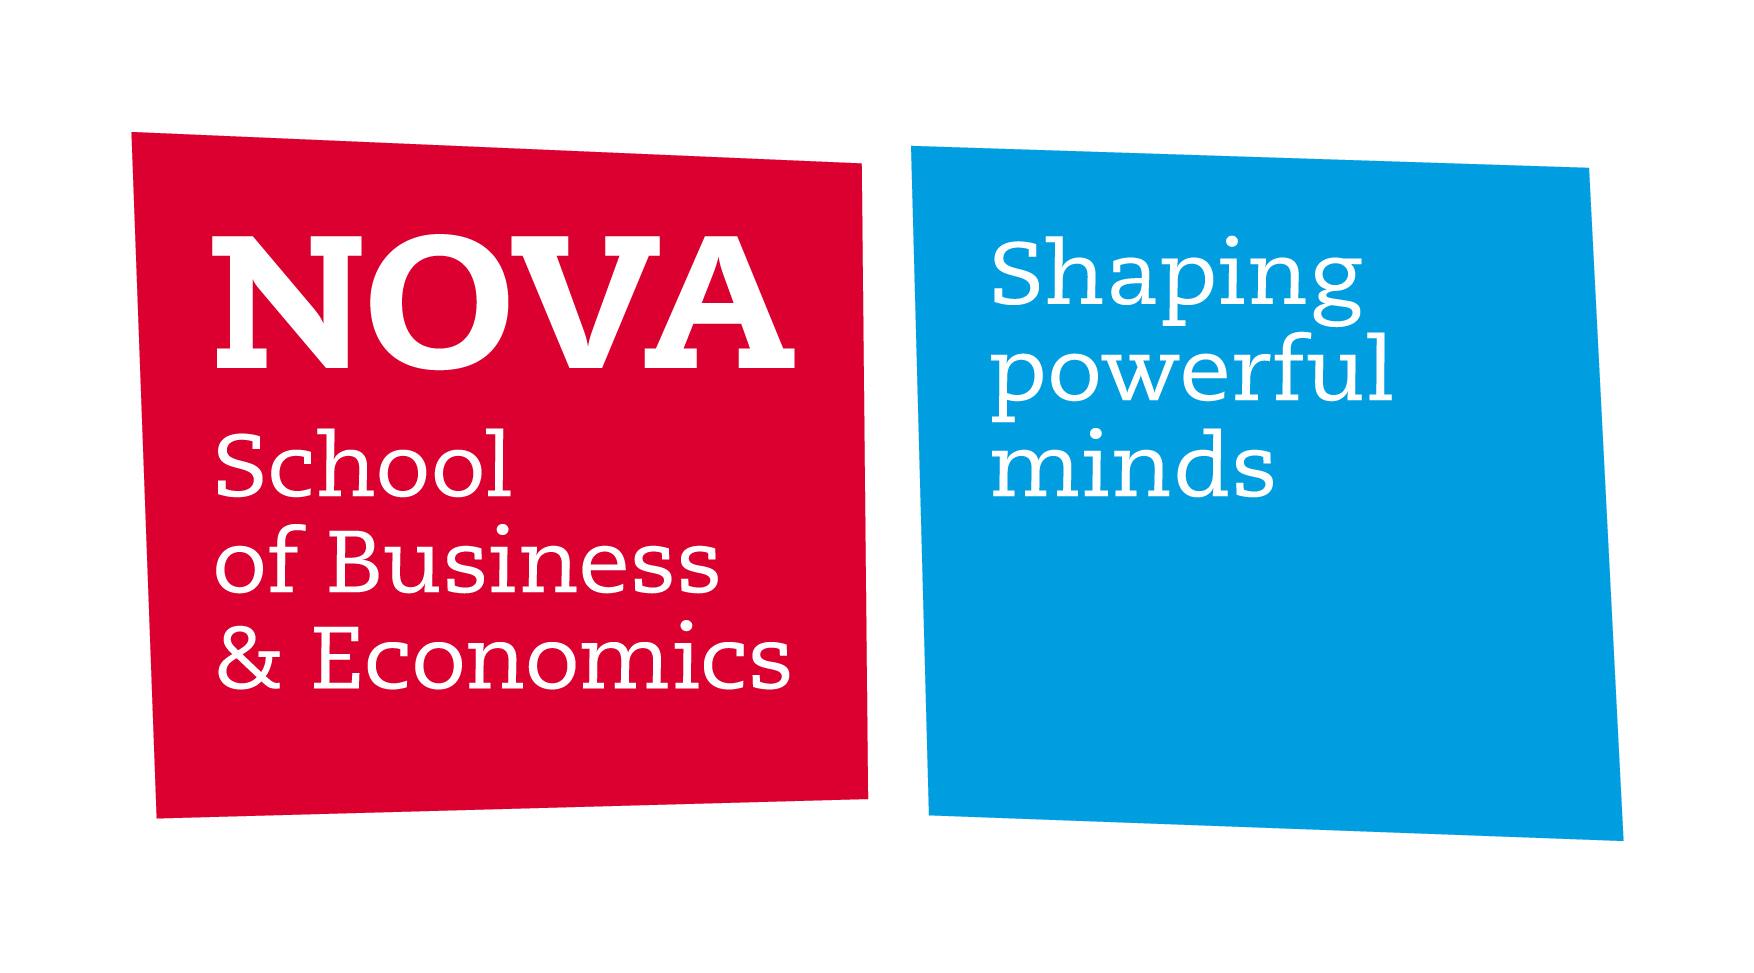 NOVA
School
of Business
& Economics
Shaping
powerful
minds